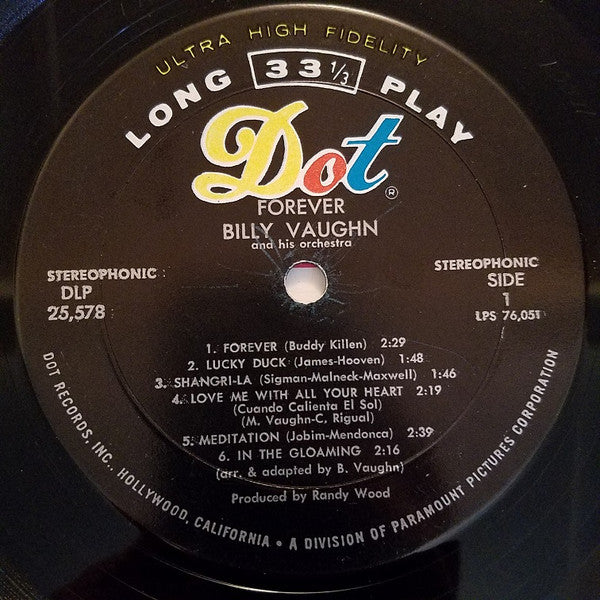 ULTRA HIGH FIDELITY
LONG 33 1/3 PLAY
Dot®
FOREVER
BILLY VAUGHN
and his orchestra
STEREOPHONIC
DLP
25,578
STEREOPHONIC
SIDE
1
LPS 76,051
1. FOREVER (Buddy Killen) 2:29
2. LUCKY DUCK (James-Hooven) 1:48
3. SHANGRI-LA (Sigman-Malneck-Maxwell) 1:46
4. LOVE ME WITH ALL YOUR HEART 2:19
(Cuando Calienta El Sol)
(M. Vaughn-C. Rigual)
5. MEDITATION (Jobim-Mendonca) 2:39
6. IN THE GLOAMING 2:16
(arr. & adapted by B. Vaughn)
Produced by Randy Wood
DOT RECORDS, INC., HOLLYWOOD, CALIFORNIA • A DIVISION OF PARAMOUNT PICTURES CORPORATION